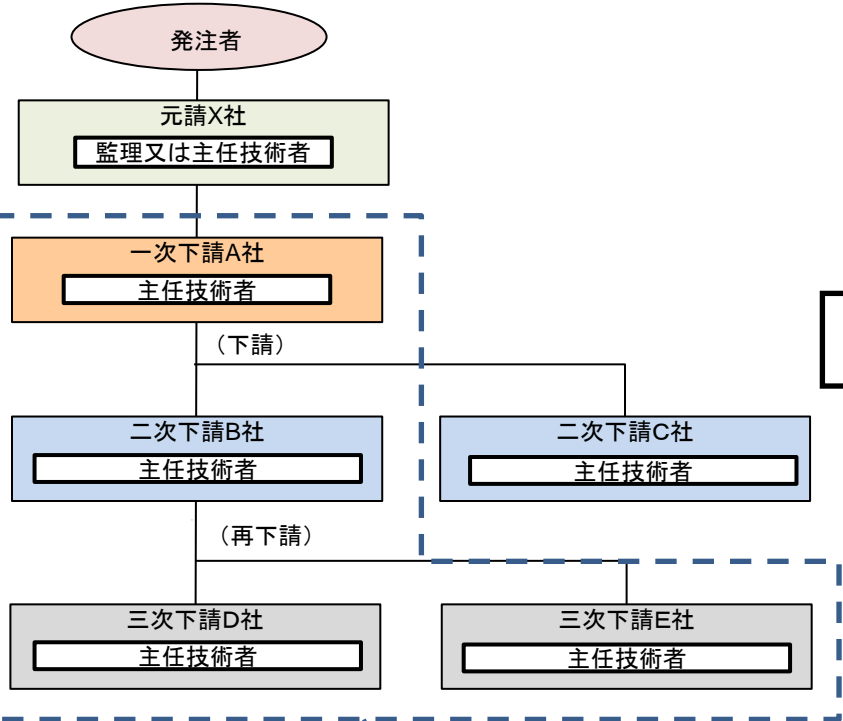 発注者
元請X社
監理又は主任技術者
一次下請A社
主任技術者
（下請）
二次下請B社
主任技術者
二次下請C社
主任技術者
（再下請）
三次下請D社
主任技術者
三次下請E社
主任技術者